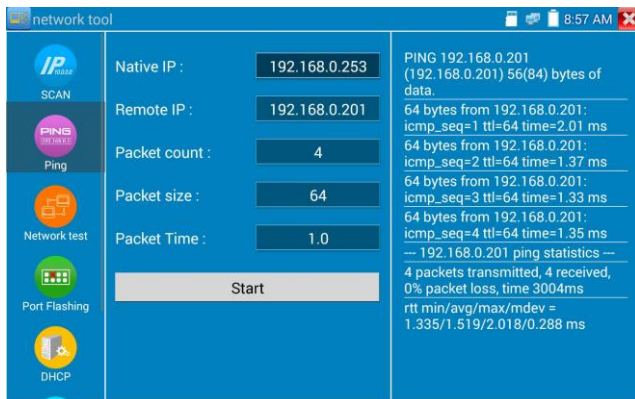 network tool
8:57 AM
IP
10.0.0.0
SCAN
PING
Ping
Network test
Port Flashing
DHCP
Native IP :
192.168.0.253
Remote IP :
192.168.0.201
Packet count :
4
Packet size :
64
Packet Time :
1.0
Start
PING 192.168.0.201
(192.168.0.201) 56(84) bytes of
data.
64 bytes from 192.168.0.201:
icmp_seq=1 ttl=64 time=2.01 ms
64 bytes from 192.168.0.201:
icmp_seq=2 ttl=64 time=1.37 ms
64 bytes from 192.168.0.201:
icmp_seq=3 ttl=64 time=1.33 ms
64 bytes from 192.168.0.201:
icmp_seq=4 ttl=64 time=1.35 ms
--- 192.168.0.201 ping statistics ---
4 packets transmitted, 4 received,
0% packet loss, time 3004ms
rtt min/avg/max/mdev =
1.335/1.519/2.018/0.288 ms